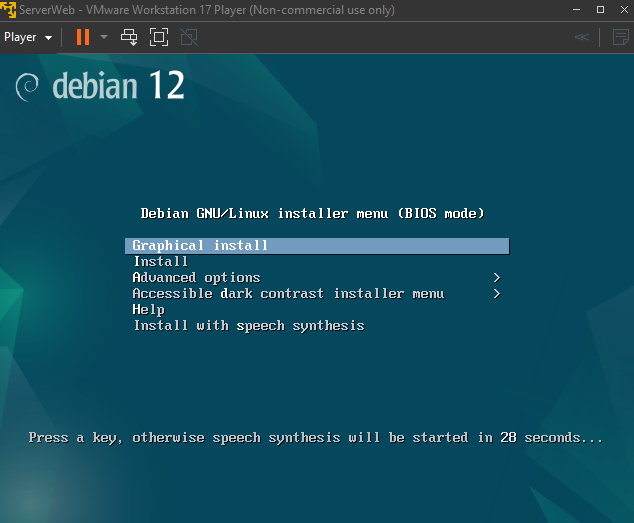 ServerWeb - VMware Workstation 17 Player (Non-commercial use only)
Player
debian 12
Debian GNU/Linux installer menu (BIOS mode)
Graphical install
Install
Advanced options >
Accessible dark contrast installer menu >
Help
Install with speech synthesis
Press a key, otherwise speech synthesis will be started in 28 seconds...